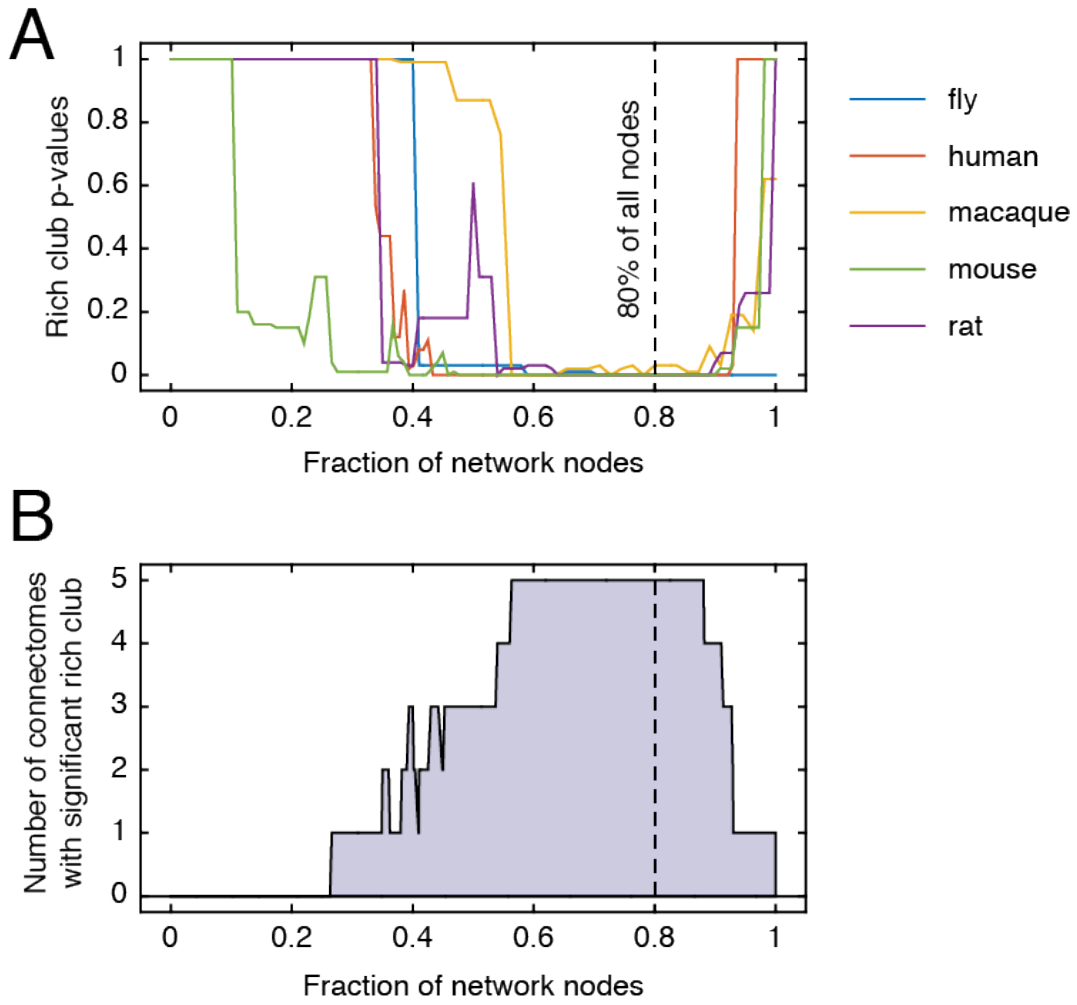 A
Rich club p-values
1
0.8
0.6
0.4
0.2
0
80% of all nodes
0 0.2 0.4 0.6 0.8 1
Fraction of network nodes
fly
human
macaque
mouse
rat
B
Number of connectomes
with significant rich club
5
4
3
2
1
0
0 0.2 0.4 0.6 0.8 1
Fraction of network nodes